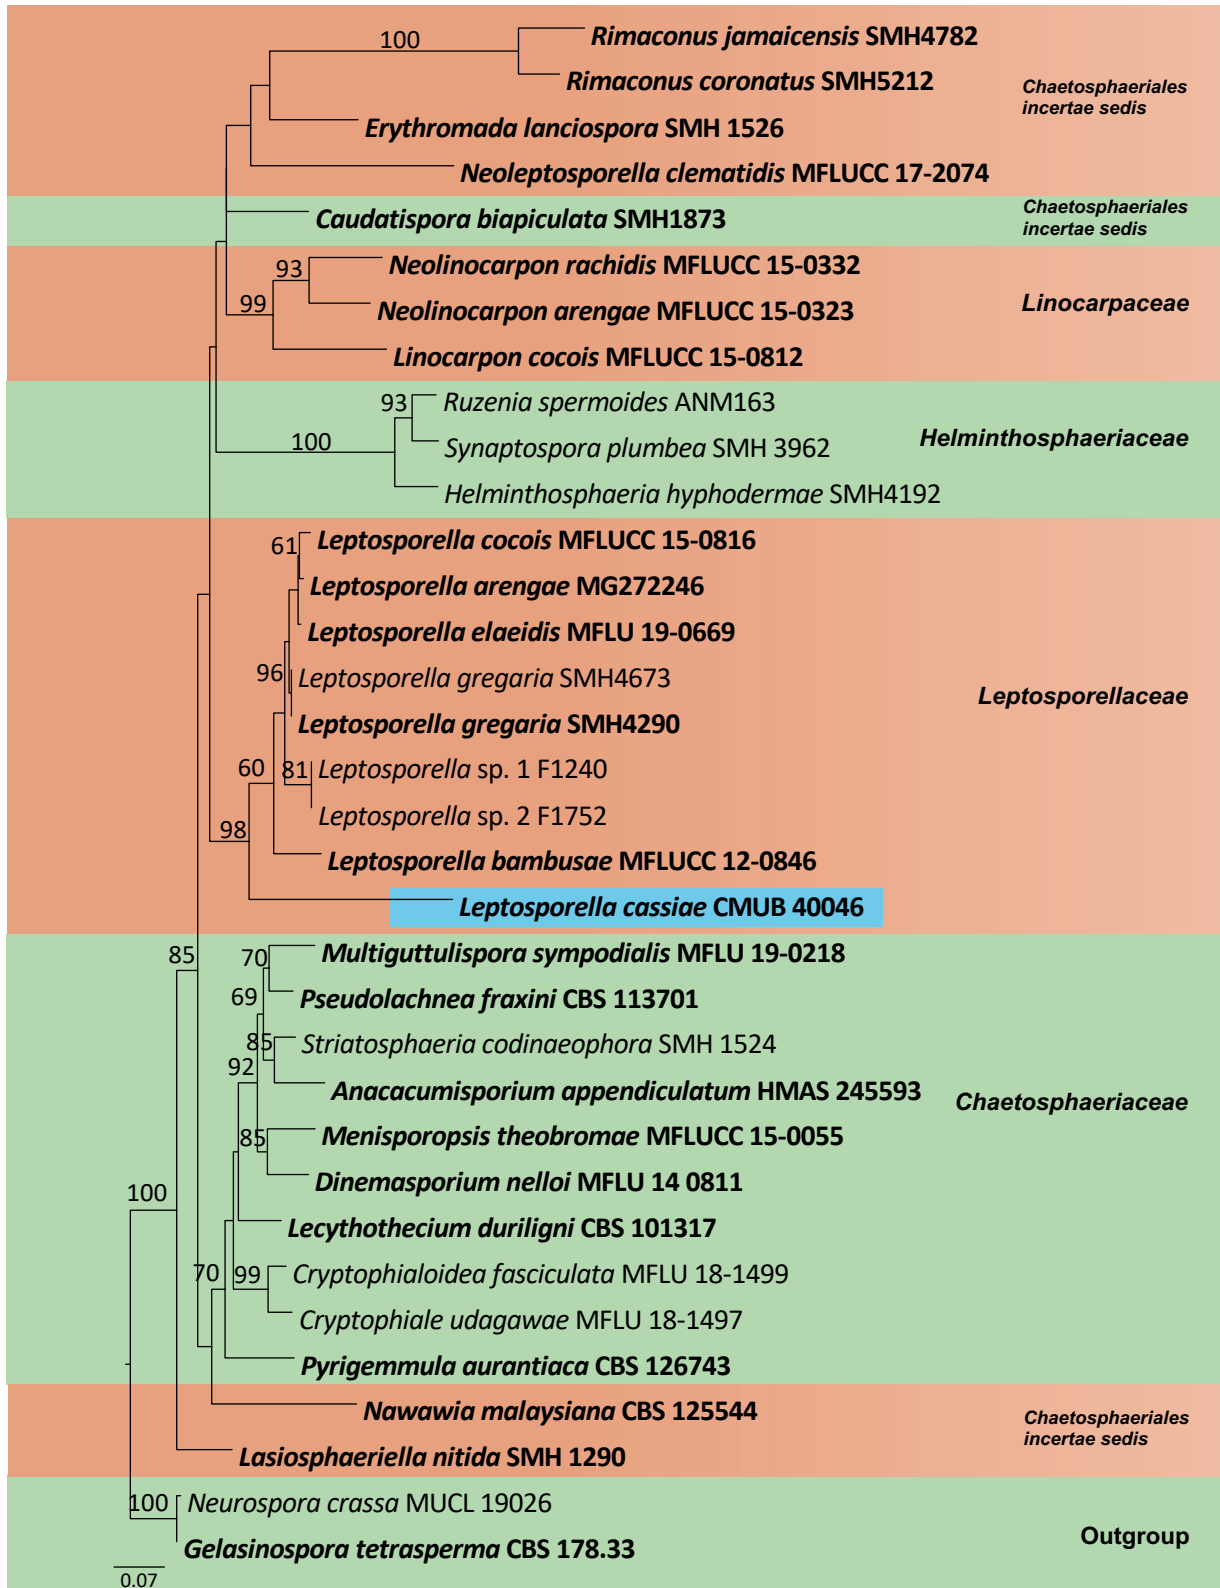 100
Rimaconus jamaicensis SMH4782
Rimaconus coronatus SMH5212
Chaetosphaeriales
incertae sedis
Erythromada lanciospora SMH 1526
Neoleptosporella clematidis MFLUCC 17-2074
Caudatispora biapiculata SMH1873
Chaetosphaeriales
incertae sedis
93
Neolinocarpon rachidis MFLUCC 15-0332
99
Neolinocarpon arengae MFLUCC 15-0323
Linocarpaceae
Linocarpon cocois MFLUCC 15-0812
93
Ruzenia spermoides ANM163
100
Synaptospora plumbea SMH 3962
Helminthosphaeriaceae
Helminthosphaeria hyphodermae SMH4192
61
Leptosporella cocois MFLUCC 15-0816
Leptosporella arengae MG272246
Leptosporella elaeidis MFLU 19-0669
96
Leptosporella gregaria SMH4673
Leptosporellaceae
Leptosporella gregaria SMH4290
60
81
Leptosporella sp. 1 F1240
Leptosporella sp. 2 F1752
98
Leptosporella bambusae MFLUCC 12-0846
Leptosporella cassiae CMUB 40046
85
70
Multiguttulispora sympodialis MFLU 19-0218
69
Pseudolachnea fraxini CBS 113701
85
Striatosphaeria codinaeophora SMH 1524
92
Anacacumisporium appendiculatum HMAS 245593
Chaetosphaeriaceae
85
Menisporopsis theobromae MFLUCC 15-0055
Dinemasporium nelloi MFLU 14 0811
100
Lecythothecium duriligni CBS 101317
70
99
Cryptophialoidea fasciculata MFLU 18-1499
Cryptophiale udagawae MFLU 18-1497
Pyrigemmula aurantiaca CBS 126743
Nawawia malaysiana CBS 125544
Chaetosphaeriales
incertae sedis
Lasiosphaeriella nitida SMH 1290
100
Neurospora crassa MUCL 19026
Gelasinospora tetrasperma CBS 178.33
Outgroup
0.07